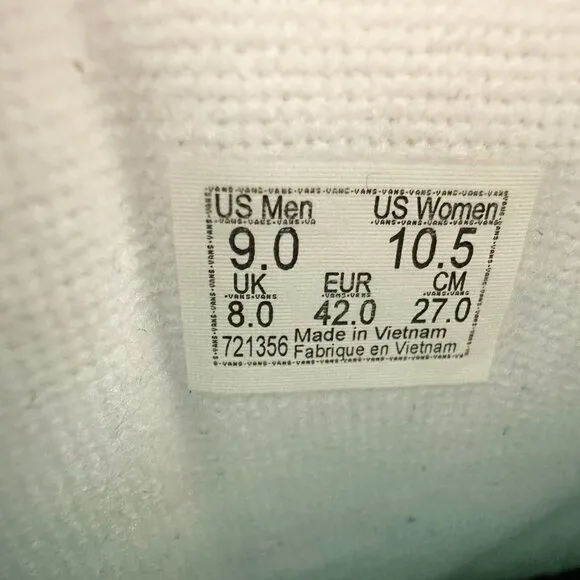 US Men US Women
9.0 10.5
UK EUR CM
8.0 42.0 27.0
721356 Made in Vietnam
Fabrique en Vietnam